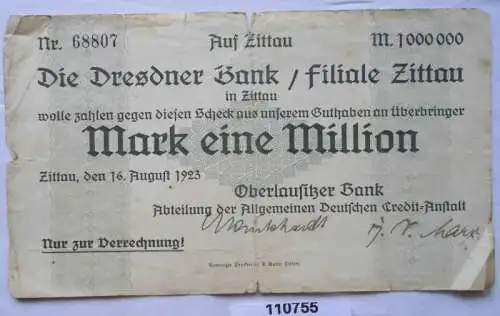 Nr. 68807 Auf Zittau M. 1000000
Die Dresdner Bank / Filiale Zittau
in Zittau
wolle zahlen gegen diesen Scheck aus unserem Guthaben an Überbringer
Mark eine Million
Zittau, den 16. August 1923
Oberlausitzer Bank
Abteilung der Allgemeinen Deutschen Credit-Anstalt
Nur zur Verrechnung!
110755